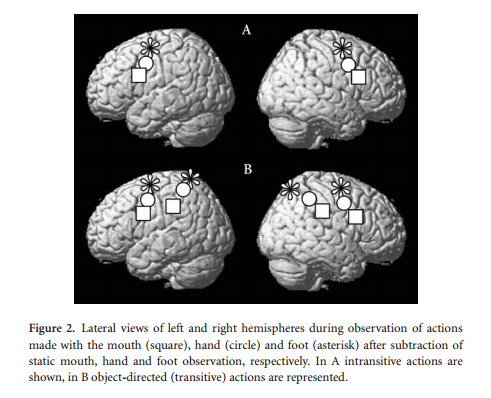 A
B
Figure 2. Lateral views of left and right hemispheres during observation of actions
made with the mouth (square), hand (circle) and foot (asterisk) after subtraction of
static mouth, hand and foot observation, respectively. In A intransitive actions are
shown, in B object-directed (transitive) actions are represented.